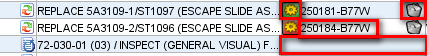 REPLACE 5A3109-1/ST1097 (ESCAPE SLIDE AS... 250181-B77W
REPLACE 5A3109-2/ST1096 (ESCAPE SLIDE AS... 250184-B77W
72-030-01 (03) / INSPECT (GENERAL VISUAL) F...